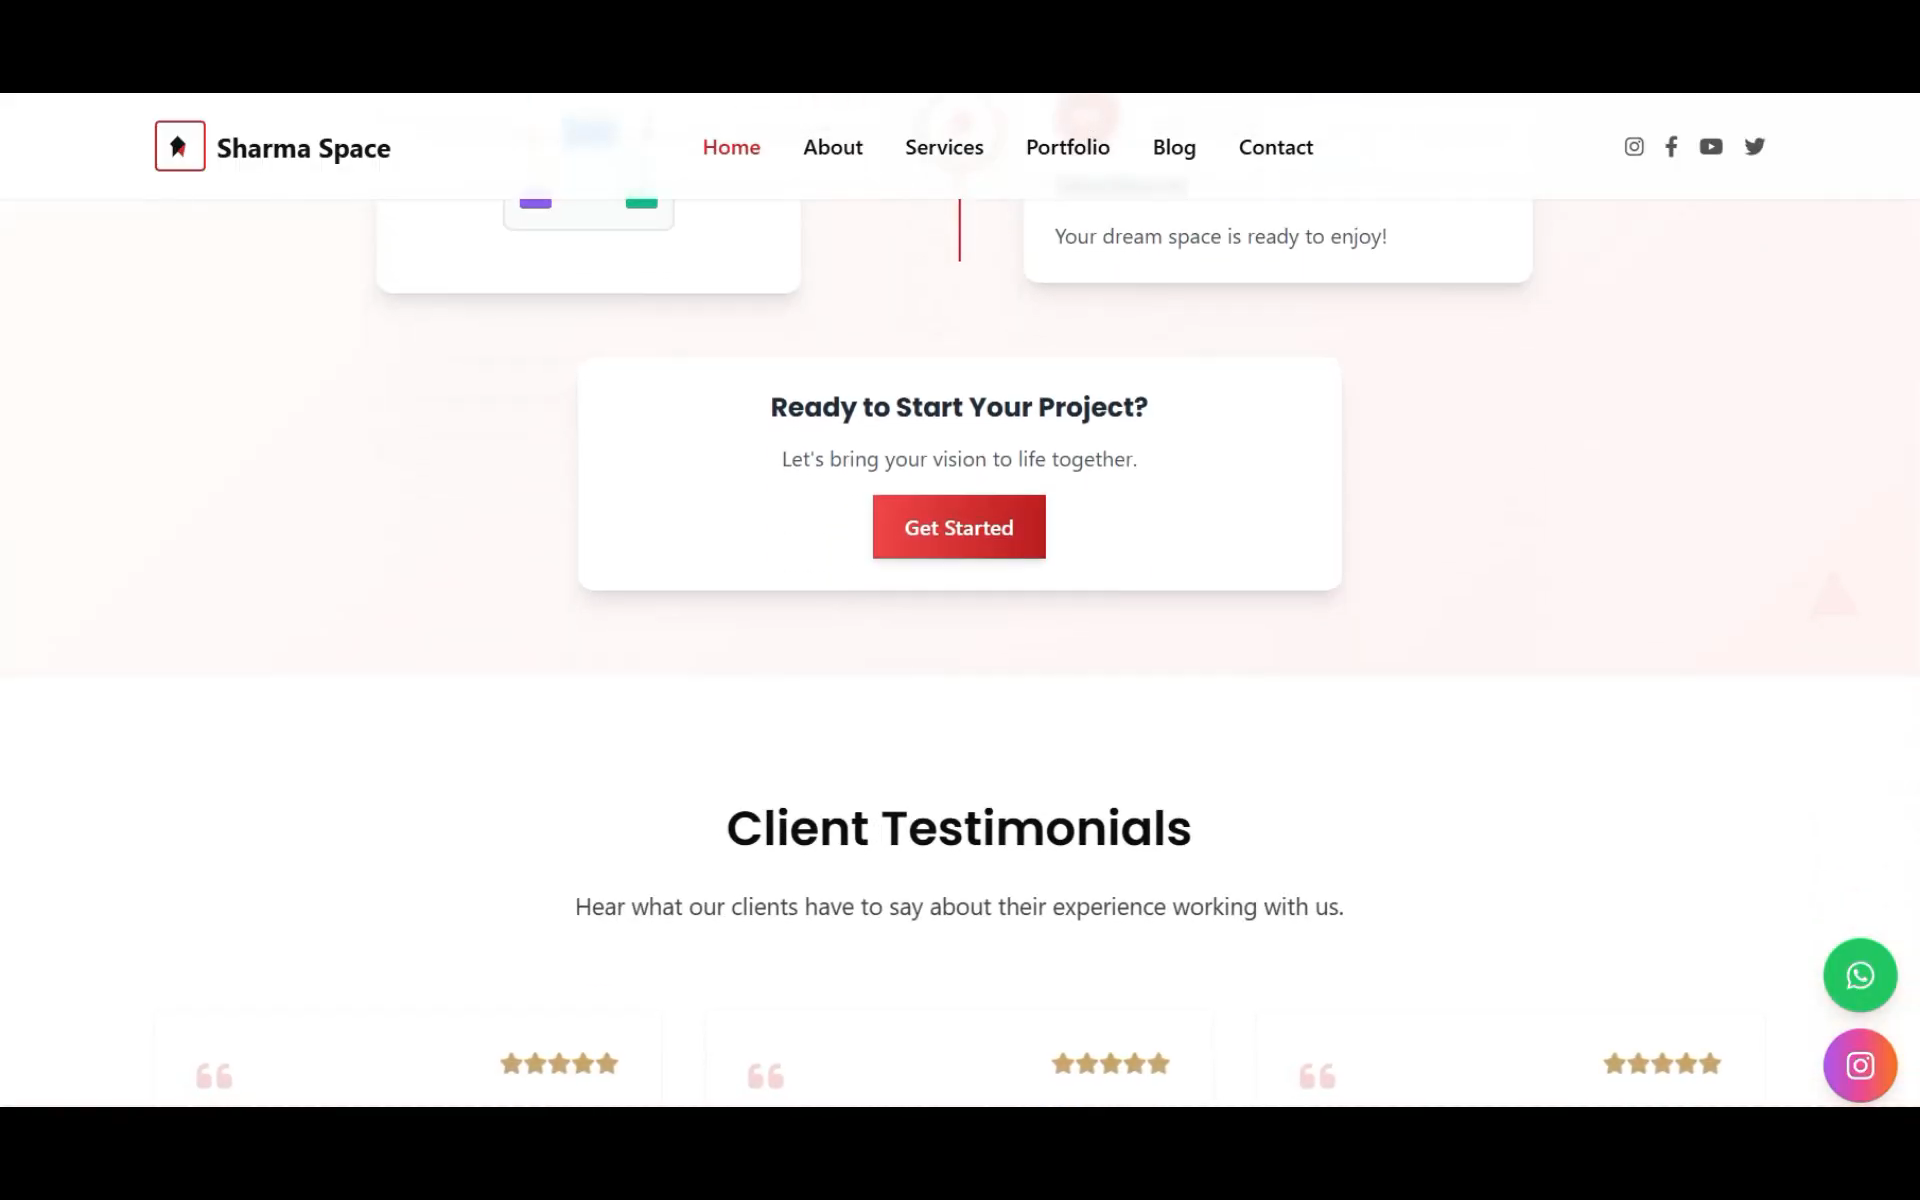 Sharma Space
Home About Services Portfolio Blog Contact
Your dream space is ready to enjoy!
Ready to Start Your Project?
Let's bring your vision to life together.
Get Started
Client Testimonials
Hear what our clients have to say about their experience working with us.